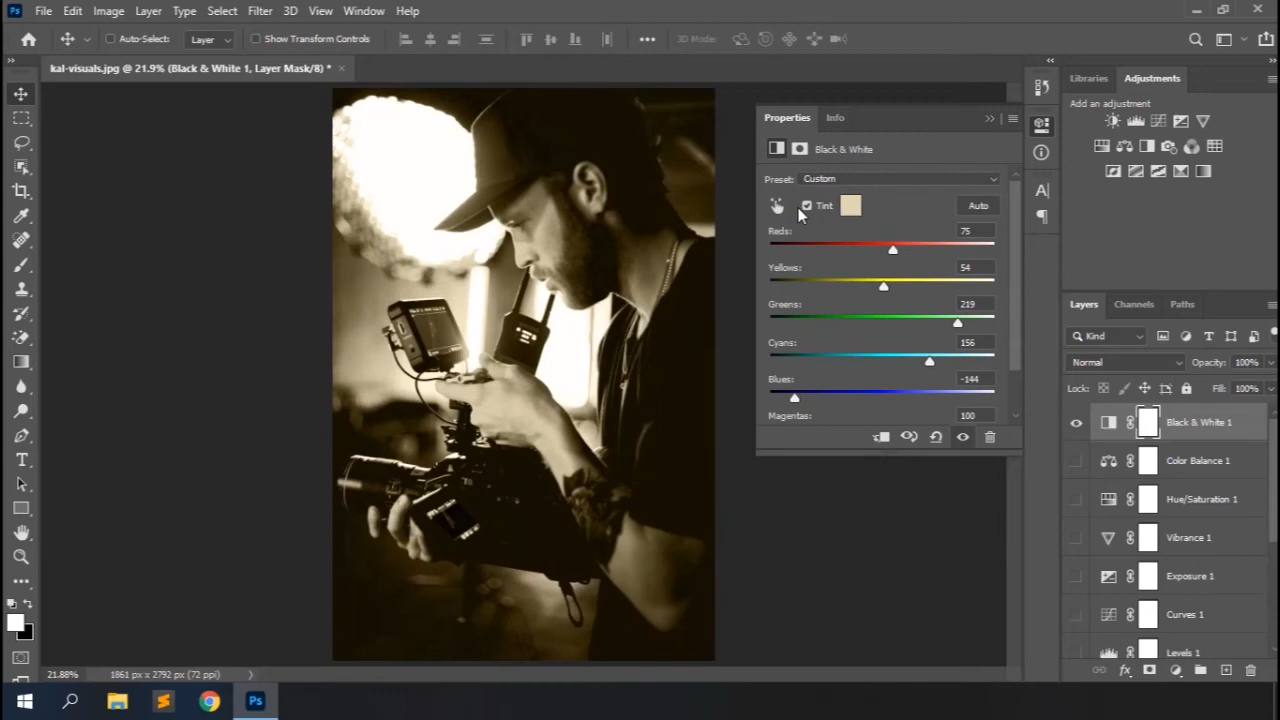 Ps File Edit Image Layer Type Select Filter 3D View Window Help
Auto-Select: Layer Show Transform Controls 3D Mode:
kal-visuals.jpg @ 21.9% (Black & White 1, Layer Mask/8) *
Properties Info
Black & White
Preset: Custom
Tint Auto
Reds: 75
Yellows: 54
Greens: 219
Cyans: 156
Blues: -144
Magentas: 100
Libraries Adjustments
Add an adjustment
Layers Channels Paths
Kind
Normal Opacity: 100%
Lock: Fill: 100%
Black & White 1
Color Balance 1
Hue/Saturation 1
Vibrance 1
Exposure 1
Curves 1
Levels 1
21.88% 1861 px x 2792 px (72 ppi)
Ps